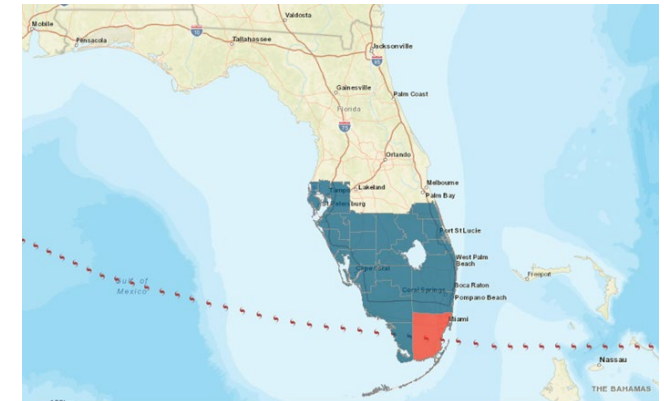 Valdosta
Mobile
Pensacola
Tallahassee
10
Jacksonville
Gainesville
Palm Coast
Florida
Orlando
Tampa
Lakeland
Melbourne
Palm Bay
St Petersburg
Port St Lucie
West Palm
Beach
Cape Coral
Freeport
Gulf of
Mexico
Coral Springs
Boca Raton
Pompano Beach
Miami
Nassau
THE BAHAMAS